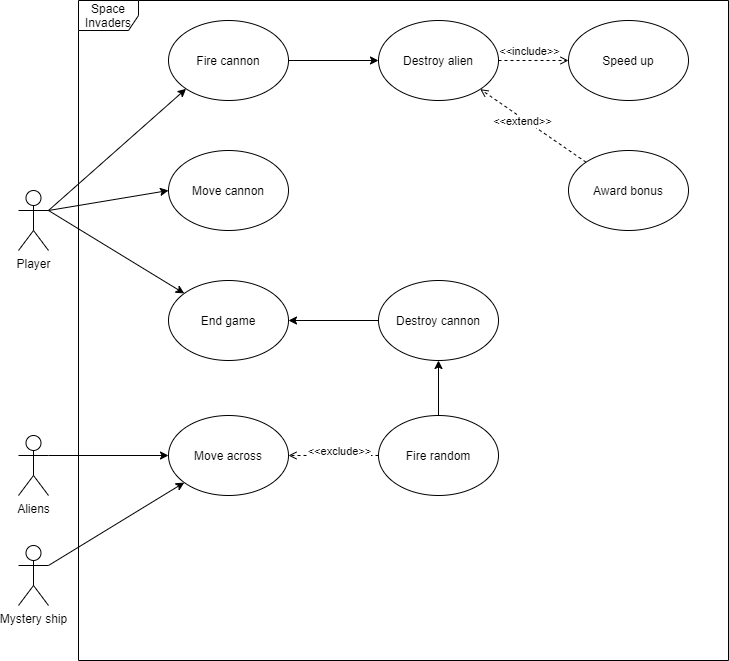 Space
Invaders
Fire cannon
Destroy alien
<<include>>
Speed up
<<extend>>
Move cannon
Award bonus
Player
End game
Destroy cannon
Move across
<<exclude>>
Fire random
Aliens
Mystery ship